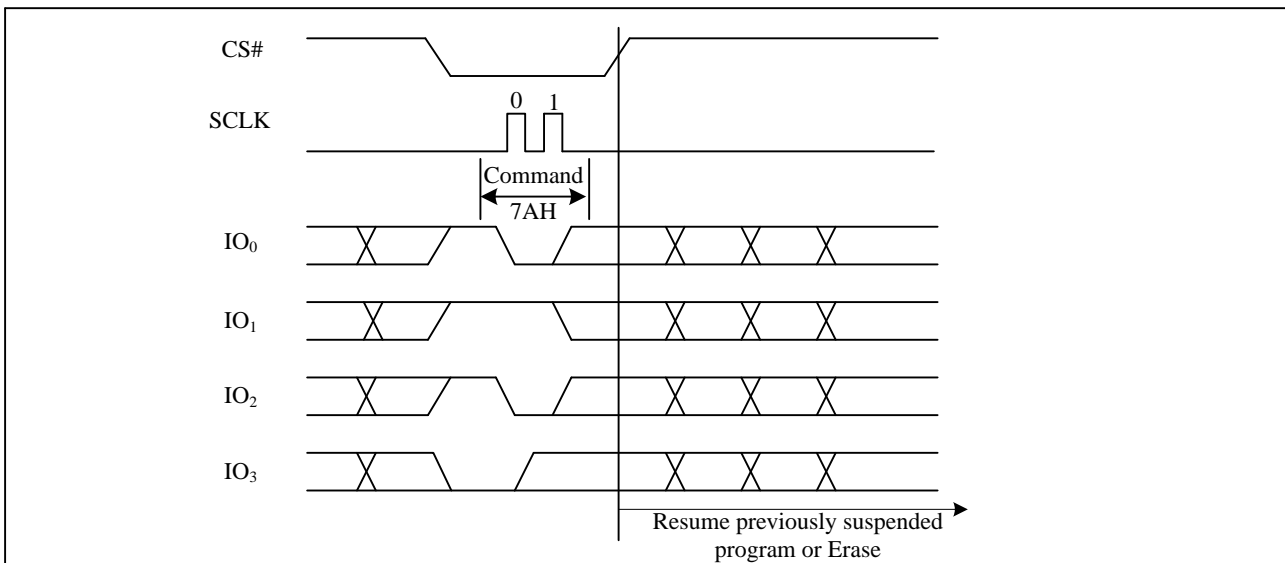 CS#
0 1
SCLK
Command
7AH
IO₀
IO₁
IO₂
IO₃
Resume previously suspended
program or Erase